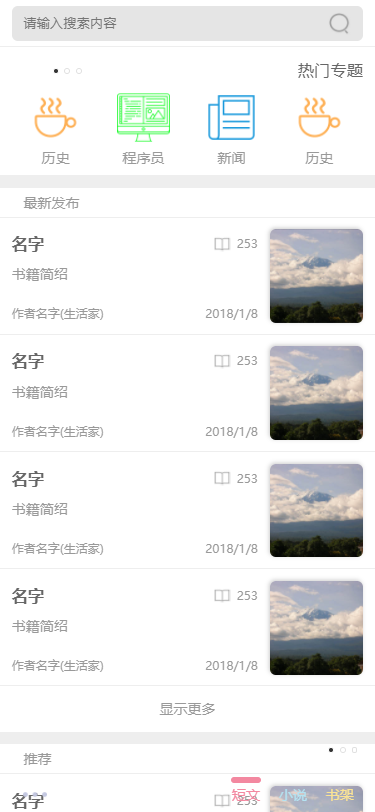 请输入搜索内容
热门专题
历史 程序员 新闻 历史
最新发布
名字 253
书籍简绍
作者名字(生活家) 2018/1/8
名字 253
书籍简绍
作者名字(生活家) 2018/1/8
名字 253
书籍简绍
作者名字(生活家) 2018/1/8
名字 253
书籍简绍
作者名字(生活家) 2018/1/8
显示更多
推荐
短文 小悦 书架
名字 253